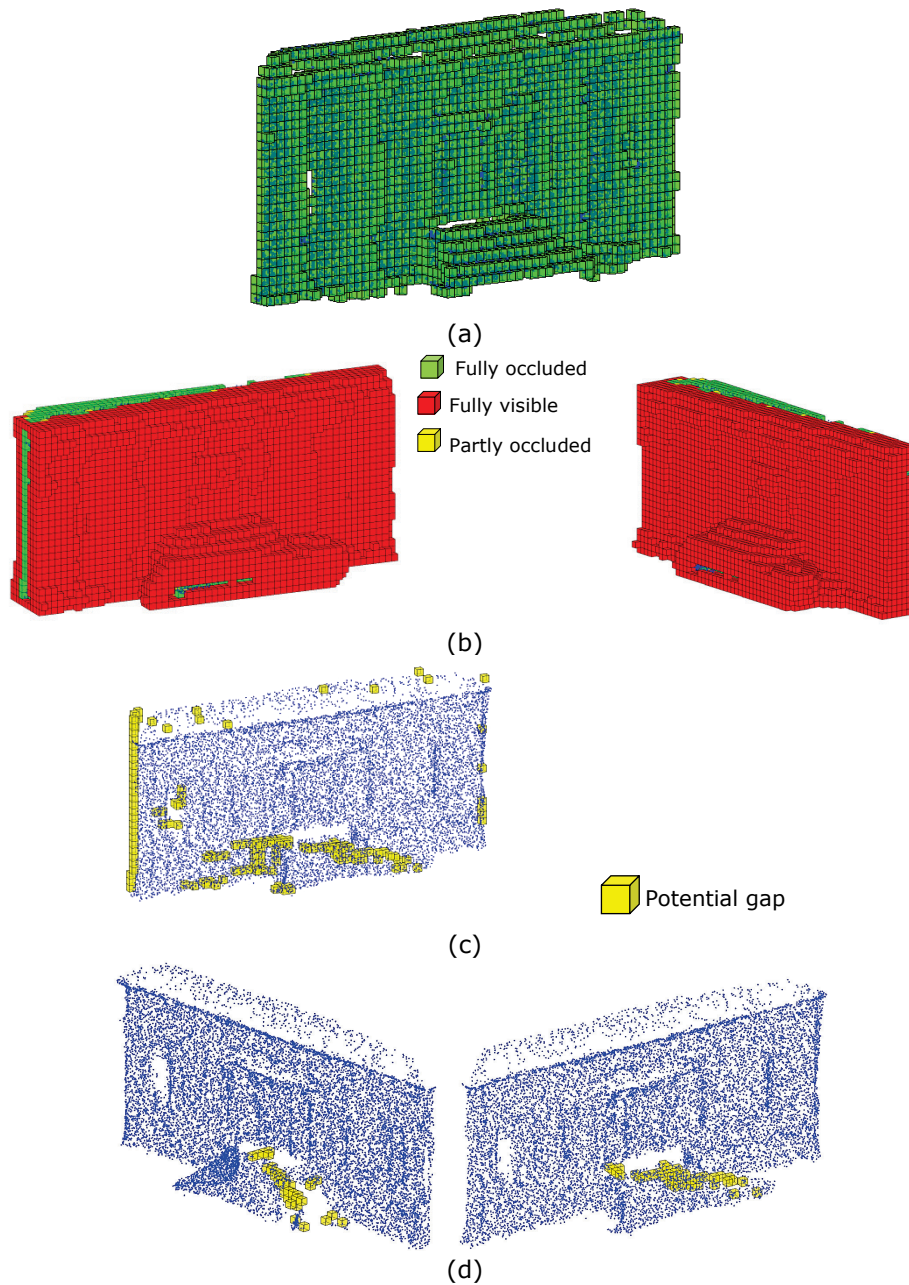 (a)
Fully occluded
Fully visible
Partly occluded
(b)
Potential gap
(c)
(d)